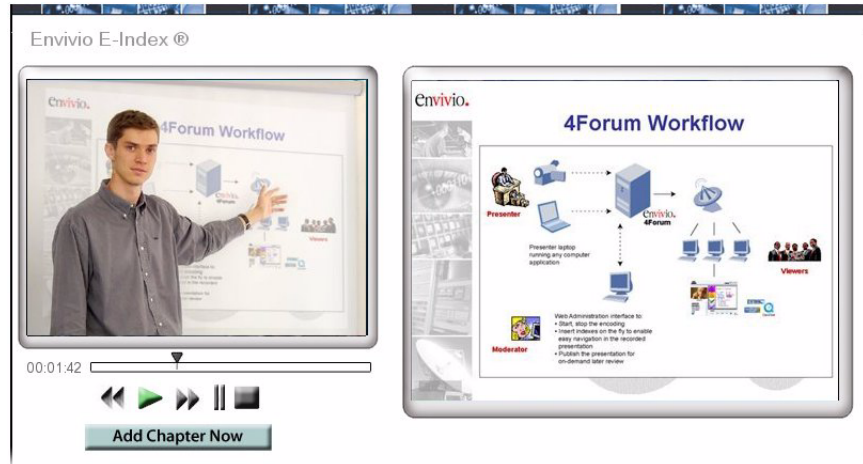 Envivio E-Index ®
envivio.
4Forum Workflow
Viewers
00:01:42
Add Chapter Now
envivio.
4Forum Workflow
Presenter
envivio.
4Forum
Presenter laptop
running any computer
application
Viewers
Moderator
Web Administration interface to:
• Start, stop the encoding
• Insert indexes on the fly to enable
easy navigation in the recorded
presentation
• Publish the presentation for
on-demand later review